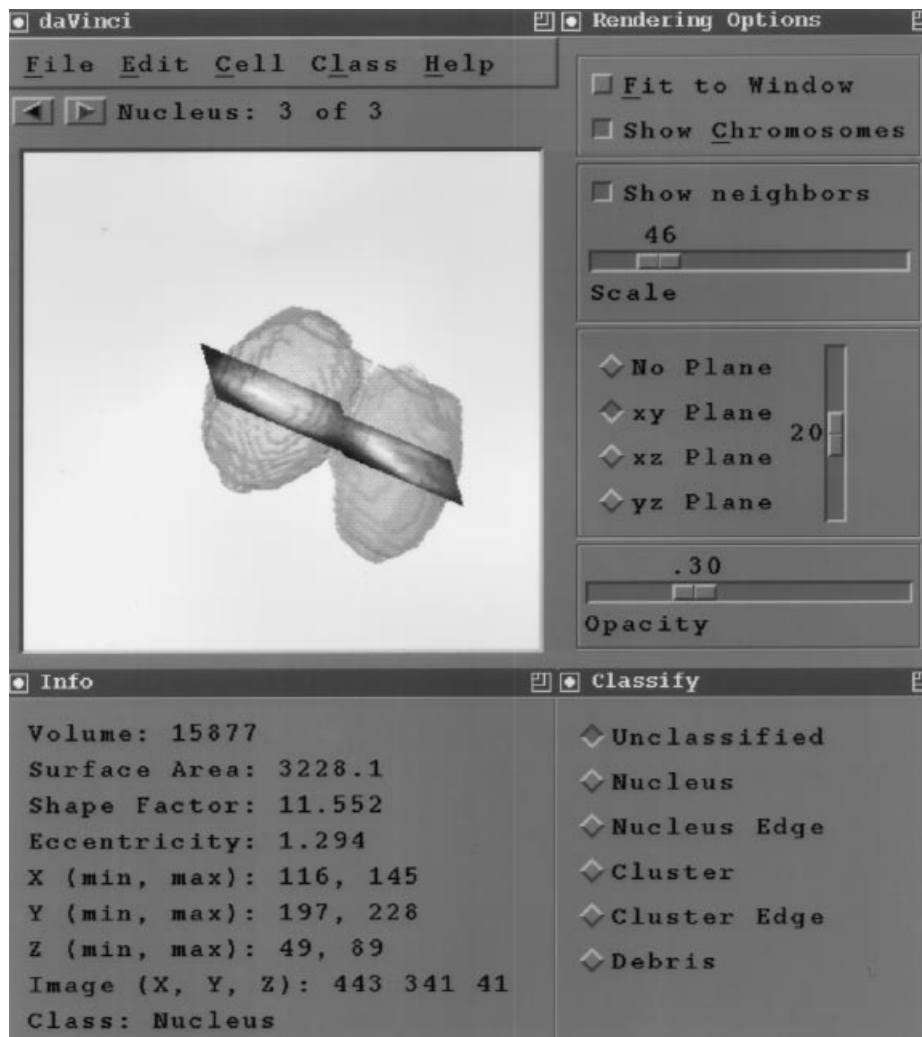 daVinci
File Edit Cell Class Help
Nucleus: 3 of 3
Rendering Options
Fit to Window
Show Chromosomes
Show neighbors
46
Scale
No Plane
xy Plane
20
xz Plane
yz Plane
.30
Opacity
Info
Volume: 15877
Surface Area: 3228.1
Shape Factor: 11.552
Eccentricity: 1.294
X (min, max): 116, 145
Y (min, max): 197, 228
Z (min, max): 49, 89
Image (X, Y, Z): 443 341 41
Class: Nucleus
Classify
Unclassified
Nucleus
Nucleus Edge
Cluster
Cluster Edge
Debris